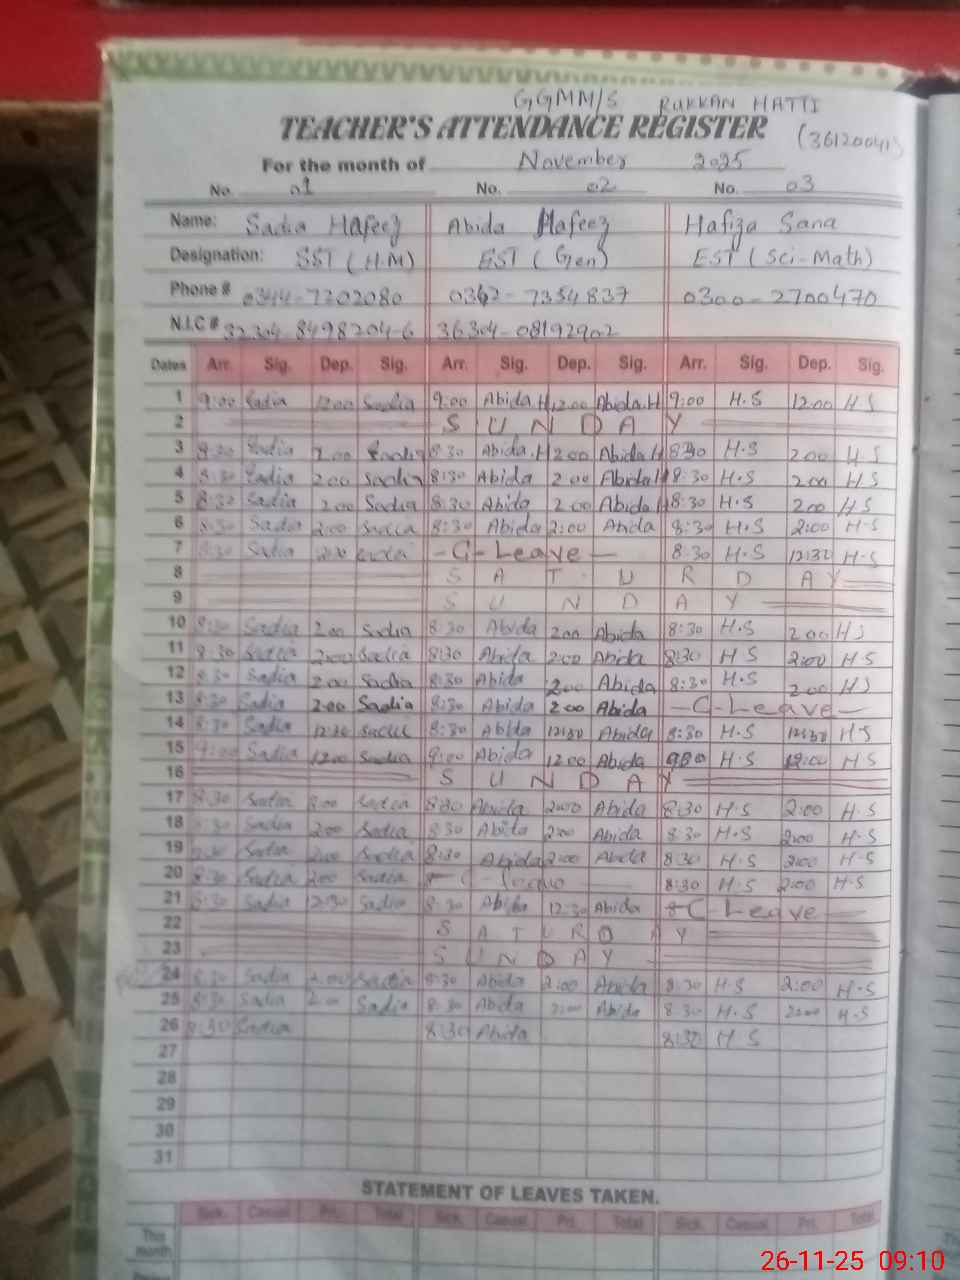 GGMM/S RUKKAN HATTI
TEACHER'S ATTENDANCE REGISTER (36120041)
For the month of November 2025
No. 01 No. 02 No. 03
Name: Sadia Hafeez Abida Hafeez Hafiza Sana
Designation: SST (H.M) EST (Gen) EST (Sci-Math)
Phone # 0344-7202080 0342-7354837 0300-2700470
N.I.C # 32304-8498204-6 36304-08192902
Dates Arr. Sig. Dep. Sig. Arr. Sig. Dep. Sig. Arr. Sig. Dep. Sig.
1 9:00 Sadia 12:00 Sadia 9:00 Abida.H 12:00 Abida.H 9:00 H.S 12:00 H.S
2 SUNDAY
3 8:30 Sadia 2:00 Sadia 8:30 Abida.H 2:00 Abida H 8:30 H.S 2:00 H S
4 8:30 Sadia 2:00 Sadia 8:30 Abida 2:00 Abida H 8:30 H.S 2:00 H S
5 8:30 Sadia 2:00 Sadia 8:30 Abida 2:00 Abida H 8:30 H.S 2:00 H S
6 8:30 Sadia 2:00 Sadia 8:30 Abida 2:00 Abida 8:30 H.S 2:00 H-S
7 8:30 Sadia 12:30 Sadia - C-Leave - 8:30 H.S 12:30 H-S
8 SATURDAY
9 SUNDAY
10 8:30 Sadia 2:00 Sadia 8:30 Abida 2:00 Abida 8:30 H.S 2:00 H S
11 8:30 Sadia 2:00 Sadia 8:30 Abida 2:00 Abida 8:30 H S 2:00 H-S
12 8:30 Sadia 2:00 Sadia 8:30 Abida 2:00 Abida 8:30 H.S 2:00 H S
13 8:30 Sadia 2:00 Sadia 8:30 Abida 2:00 Abida - C-Leave -
14 8:30 Sadia 12:30 Sadia 8:30 Abida 12:30 Abida 8:30 H.S 12:30 H-S
15 9:00 Sadia 12:00 Sadia 9:00 Abida 12:00 Abida 9:00 H.S 12:00 H S
16 SUNDAY
17 8:30 Sadia 2:00 Sadia 8:30 Abida 2:00 Abida 8:30 H.S 2:00 H.S
18 8:30 Sadia 2:00 Sadia 8:30 Abida 2:00 Abida 8:30 H.S 2:00 H.S
19 8:30 Sadia 2:00 Sadia 8:30 Abida 2:00 Abida 8:30 H.S 2:00 H-S
20 8:30 Sadia 2:00 Sadia - C- 8:30 H.S 2:00 H-S
21 8:30 Sadia 12:30 Sadia 8:30 Abida 12:30 Abida C-Leave -
22 SATURDAY
23 SUNDAY
24 8:30 Sadia 2:00 Sadia 8:30 Abida 2:00 Abida 8:30 H.S 2:00 H.S
25 8:30 Sadia 2:00 Sadia 8:30 Abida 2:00 Abida 8:30 H.S 2:00 H.S
26 8:30 Sadia 8:30 Abida 8:30 H S
27
28
29
30
31
STATEMENT OF LEAVES TAKEN.
Sick. Casual Pri. Total Sick. Casual Pri. Total Sick. Casual Pri. Total
This month
26-11-25 09:10